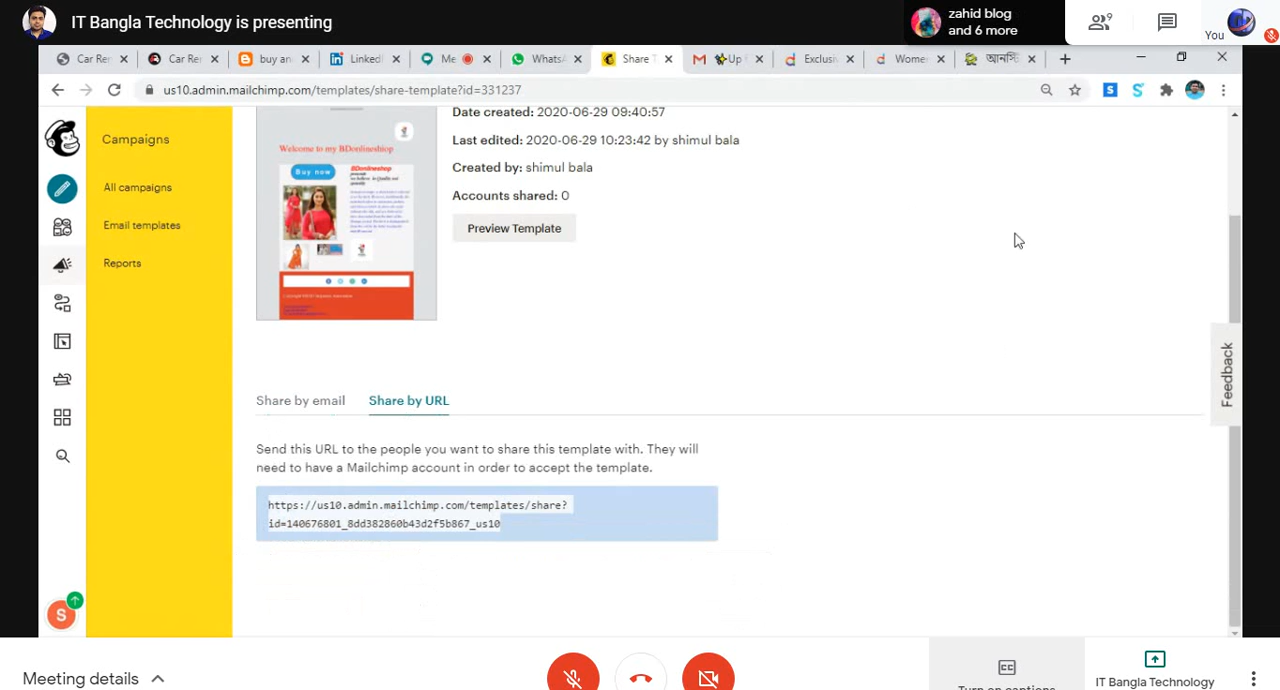 IT Bangla Technology is presenting
zahid blog
and 6 more
9
You
Car Re
Car Re
buy an
Linked
Me
Whats
Share T
Up
Exclusi
Wome
আনস্টি
us10.admin.mailchimp.com/templates/share-template?id=331237
Campaigns
All campaigns
Email templates
Reports
Date created: 2020-06-29 09:40:57
Last edited: 2020-06-29 10:23:42 by shimul bala
Created by: shimul bala
Accounts shared: 0
Preview Template
Welcome to my BDonlineshop
Buy now
BDonlineshop
Feedback
Share by email
Share by URL
Send this URL to the people you want to share this template with. They will
need to have a Mailchimp account in order to accept the template.
https://us10.admin.mailchimp.com/templates/share?
id=140676801_8dd382860b43d2f5b867_us10
S
Meeting details
Turn on captions
IT Bangla Technology